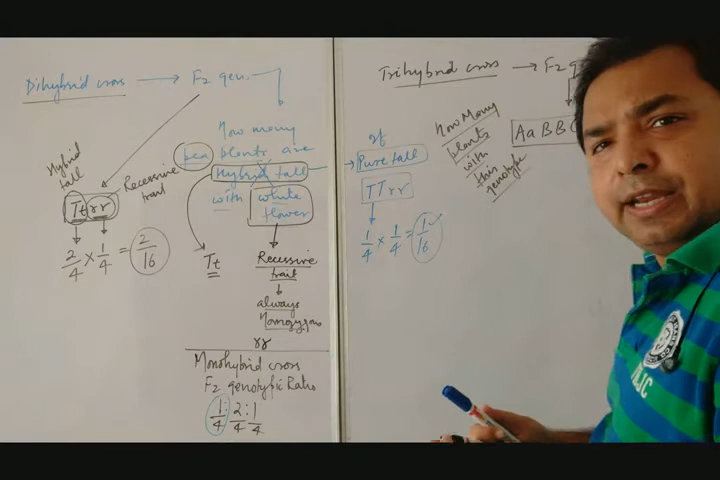 Dihybrid cross → F2 gen.
How many
pea plants are
Hybrid tall
with white
flower
Hybrid
tall
Recessive
trait
Tt rr
2/4 × 1/4 = 2/16
Tt
Recessive
trait
always
Homozygous
rr
Monohybrid cross
F2 genotypic Ratio
1 : 2 : 1
4 4 4
If
Pure tall
TT rr
1/4 × 1/4 = 1/16
Trihybrid cross → F2
How Many
plants
with
this
genotype
Aa BB